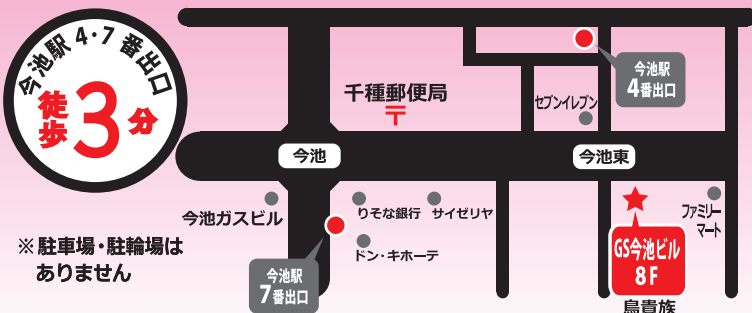 今池駅4・7番出口
徒歩3分
千種郵便局
〒
今池駅
4番出口
セブンイレブン
今池
今池東
今池ガスビル
りそな銀行
サイゼリヤ
ドン・キホーテ
ファミリー
マート
GS今池ビル
8F
鳥貴族
今池駅
7番出口
※駐車場・駐輪場は
ありません